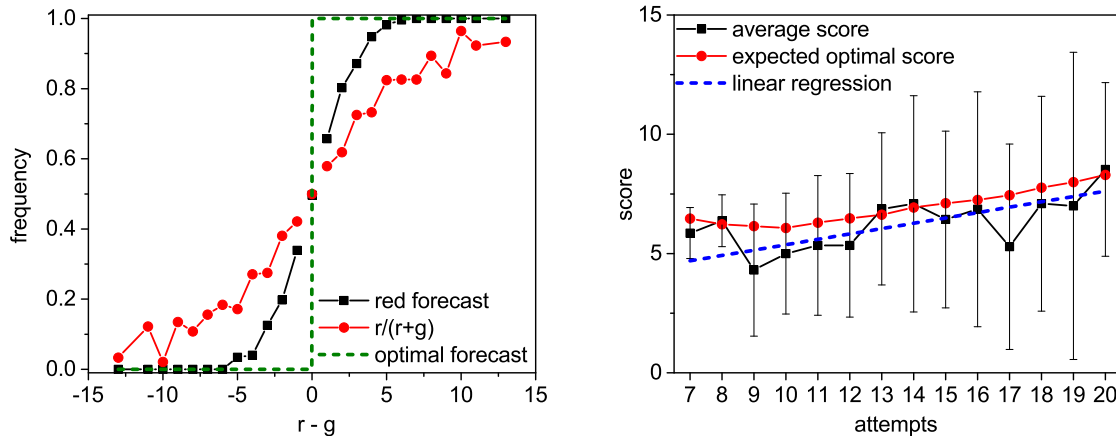 1.0
0.8
0.6
0.4
0.2
0.0
frequency
-15
-10
-5
0
5
10
15
r - g
red forecast
r/(r+g)
optimal forecast
15
10
5
0
score
average score
expected optimal score
linear regression
7 8 9 10 11 12 13 14 15 16 17 18 19 20
attempts